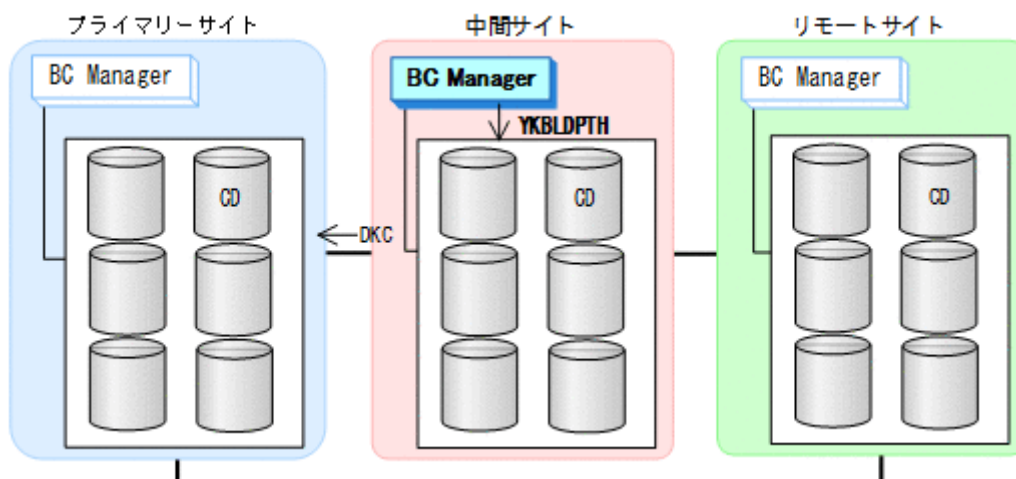 プライマリーサイト
中間サイト
リモートサイト
BC Manager
BC Manager
BC Manager
YKBLDPTH
CD
CD
CD
DKC